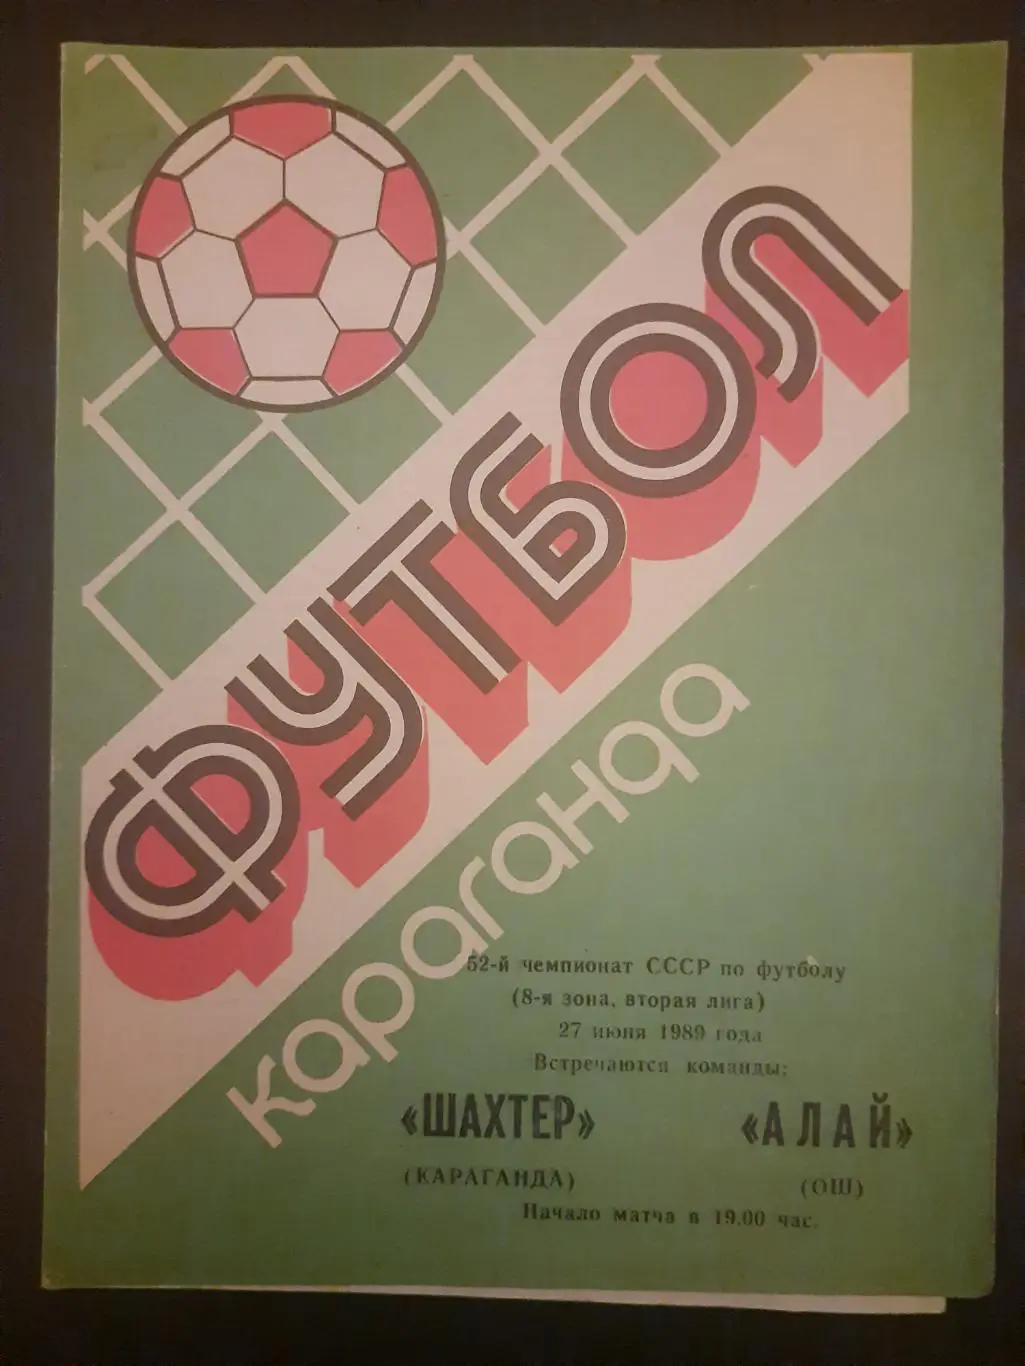 ФУТБОЛ
караганда
52-й чемпионат СССР по футболу
(8-я зона, вторая лига)
27 июня 1989 года
Встречаются команды:
«ШАХТЕР» «АЛАЙ»
(КАРАГАНДА) (ОШ)
Начало матча в 19.00 час.